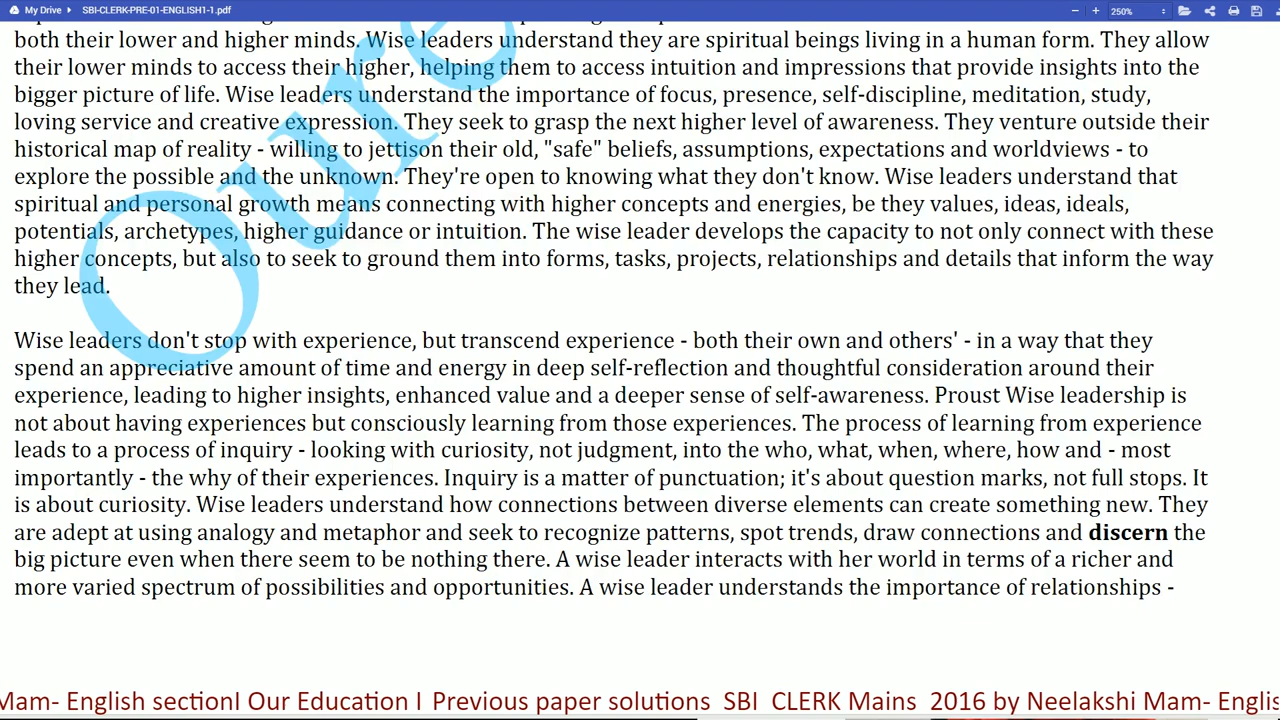 My Drive SBI-CLERK-PRE-01-ENGLISH1-1.pdf 250%
both their lower and higher minds. Wise leaders understand they are spiritual beings living in a human form. They allow
their lower minds to access their higher, helping them to access intuition and impressions that provide insights into the
bigger picture of life. Wise leaders understand the importance of focus, presence, self-discipline, meditation, study,
loving service and creative expression. They seek to grasp the next higher level of awareness. They venture outside their
historical map of reality - willing to jettison their old, "safe" beliefs, assumptions, expectations and worldviews - to
explore the possible and the unknown. They're open to knowing what they don't know. Wise leaders understand that
spiritual and personal growth means connecting with higher concepts and energies, be they values, ideas, ideals,
potentials, archetypes, higher guidance or intuition. The wise leader develops the capacity to not only connect with these
higher concepts, but also to seek to ground them into forms, tasks, projects, relationships and details that inform the way
they lead.
Wise leaders don't stop with experience, but transcend experience - both their own and others' - in a way that they
spend an appreciative amount of time and energy in deep self-reflection and thoughtful consideration around their
experience, leading to higher insights, enhanced value and a deeper sense of self-awareness. Proust Wise leadership is
not about having experiences but consciously learning from those experiences. The process of learning from experience
leads to a process of inquiry - looking with curiosity, not judgment, into the who, what, when, where, how and - most
importantly - the why of their experiences. Inquiry is a matter of punctuation; it's about question marks, not full stops. It
is about curiosity. Wise leaders understand how connections between diverse elements can create something new. They
are adept at using analogy and metaphor and seek to recognize patterns, spot trends, draw connections and discern the
big picture even when there seem to be nothing there. A wise leader interacts with her world in terms of a richer and
more varied spectrum of possibilities and opportunities. A wise leader understands the importance of relationships -
Oure
Mam- English sectionI Our Education I Previous paper solutions SBI CLERK Mains 2016 by Neelakshi Mam- Englis